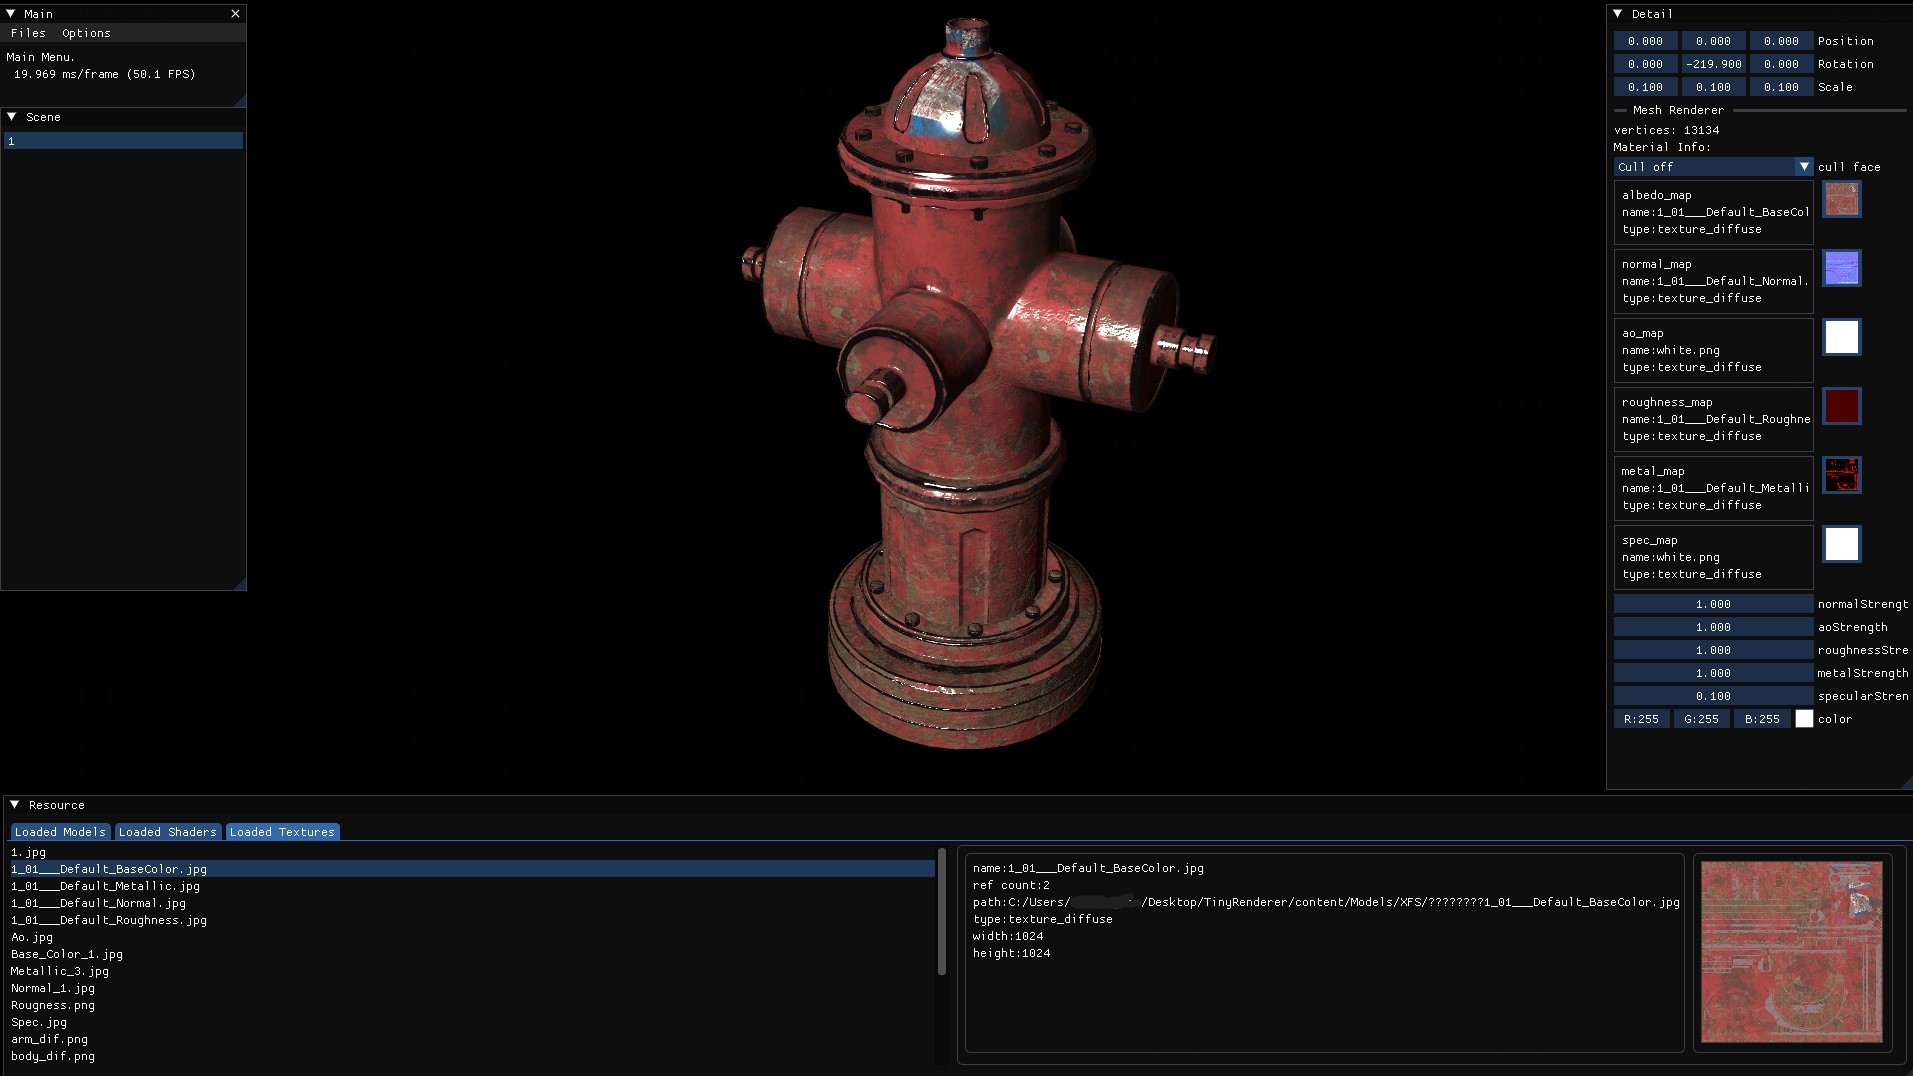 Main
Files Options
Main Menu.
19.969 ms/frame (50.1 FPS)
Scene
1
Detail
0.000 0.000 0.000 Position
0.000 -219.900 0.000 Rotation
0.100 0.100 0.100 Scale
Mesh Renderer
vertices: 13134
Material Info:
Cull off cull face
albedo_map
name:1_01___Default_BaseCol
type:texture_diffuse
normal_map
name:1_01___Default_Normal.
type:texture_diffuse
ao_map
name:white.png
type:texture_diffuse
roughness_map
name:1_01___Default_Roughne
type:texture_diffuse
metal_map
name:1_01___Default_Metalli
type:texture_diffuse
spec_map
name:white.png
type:texture_diffuse
1.000 normalStrengt
1.000 aoStrength
1.000 roughnessStre
1.000 metalStrength
0.100 specularStren
R:255 G:255 B:255 color
Resource
Loaded Models Loaded Shaders Loaded Textures
1.jpg
1_01___Default_BaseColor.jpg
1_01___Default_Metallic.jpg
1_01___Default_Normal.jpg
1_01___Default_Roughness.jpg
Ao.jpg
Base_Color_1.jpg
Metallic_3.jpg
Normal_1.jpg
Rougness.png
Spec.jpg
arm_dif.png
body_dif.png
name:1_01___Default_BaseColor.jpg
ref count:2
path:C:/Users/ /Desktop/TinyRenderer/content/Models/XFS/????????1_01___Default_BaseColor.jpg
type:texture_diffuse
width:1024
height:1024